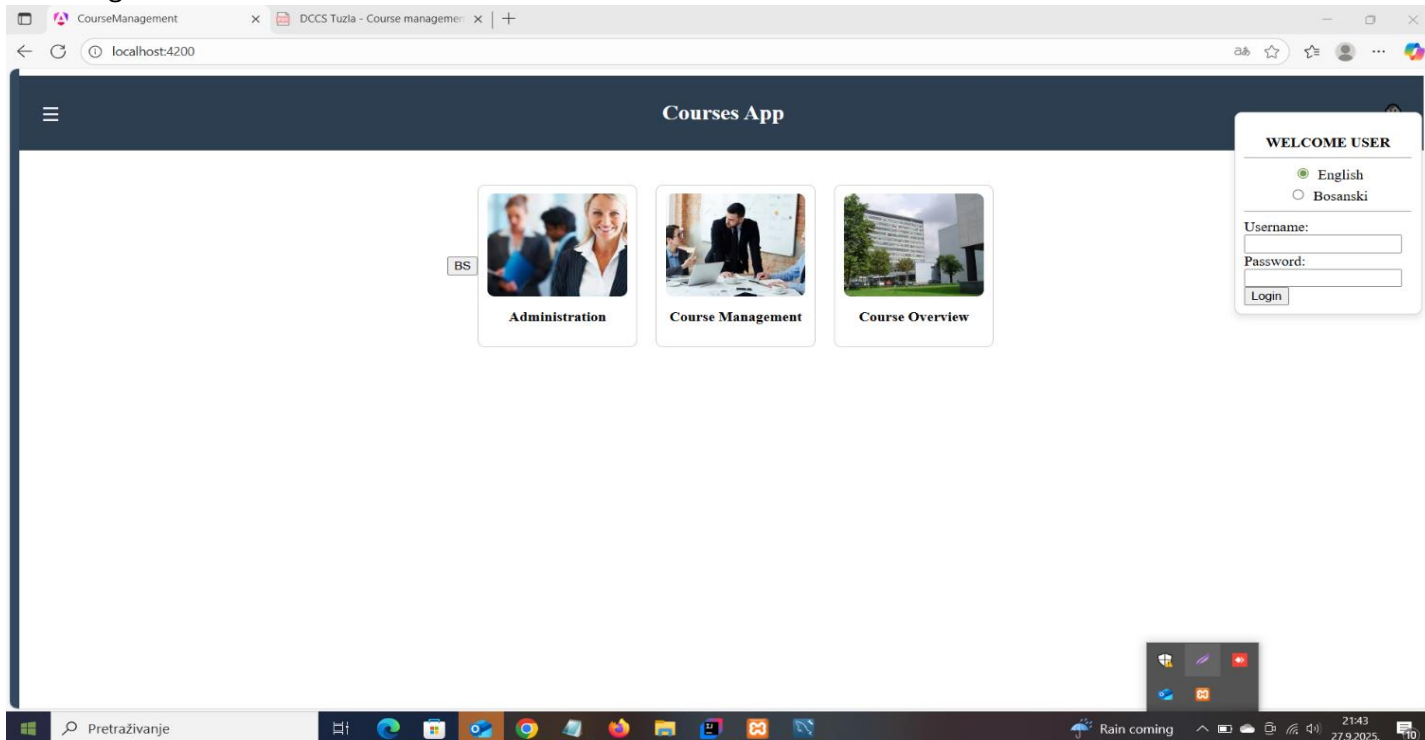 CourseManagement
DCCS Tuzla - Course managemen
localhost:4200
Courses App
WELCOME USER
English
Bosanski
Username:
Password:
Login
BS
Administration
Course Management
Course Overview
Pretraživanje
Rain coming
21:43
27.9.2025.